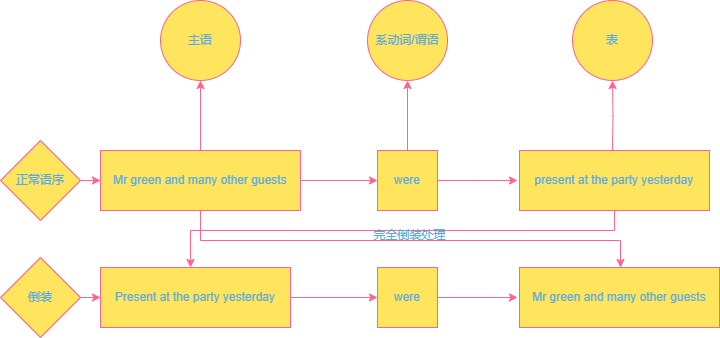 主语
系动词/谓语
表
正常语序
Mr green and many other guests
were
present at the party yesterday
完全倒装处理
倒装
Present at the party yesterday
were
Mr green and many other guests